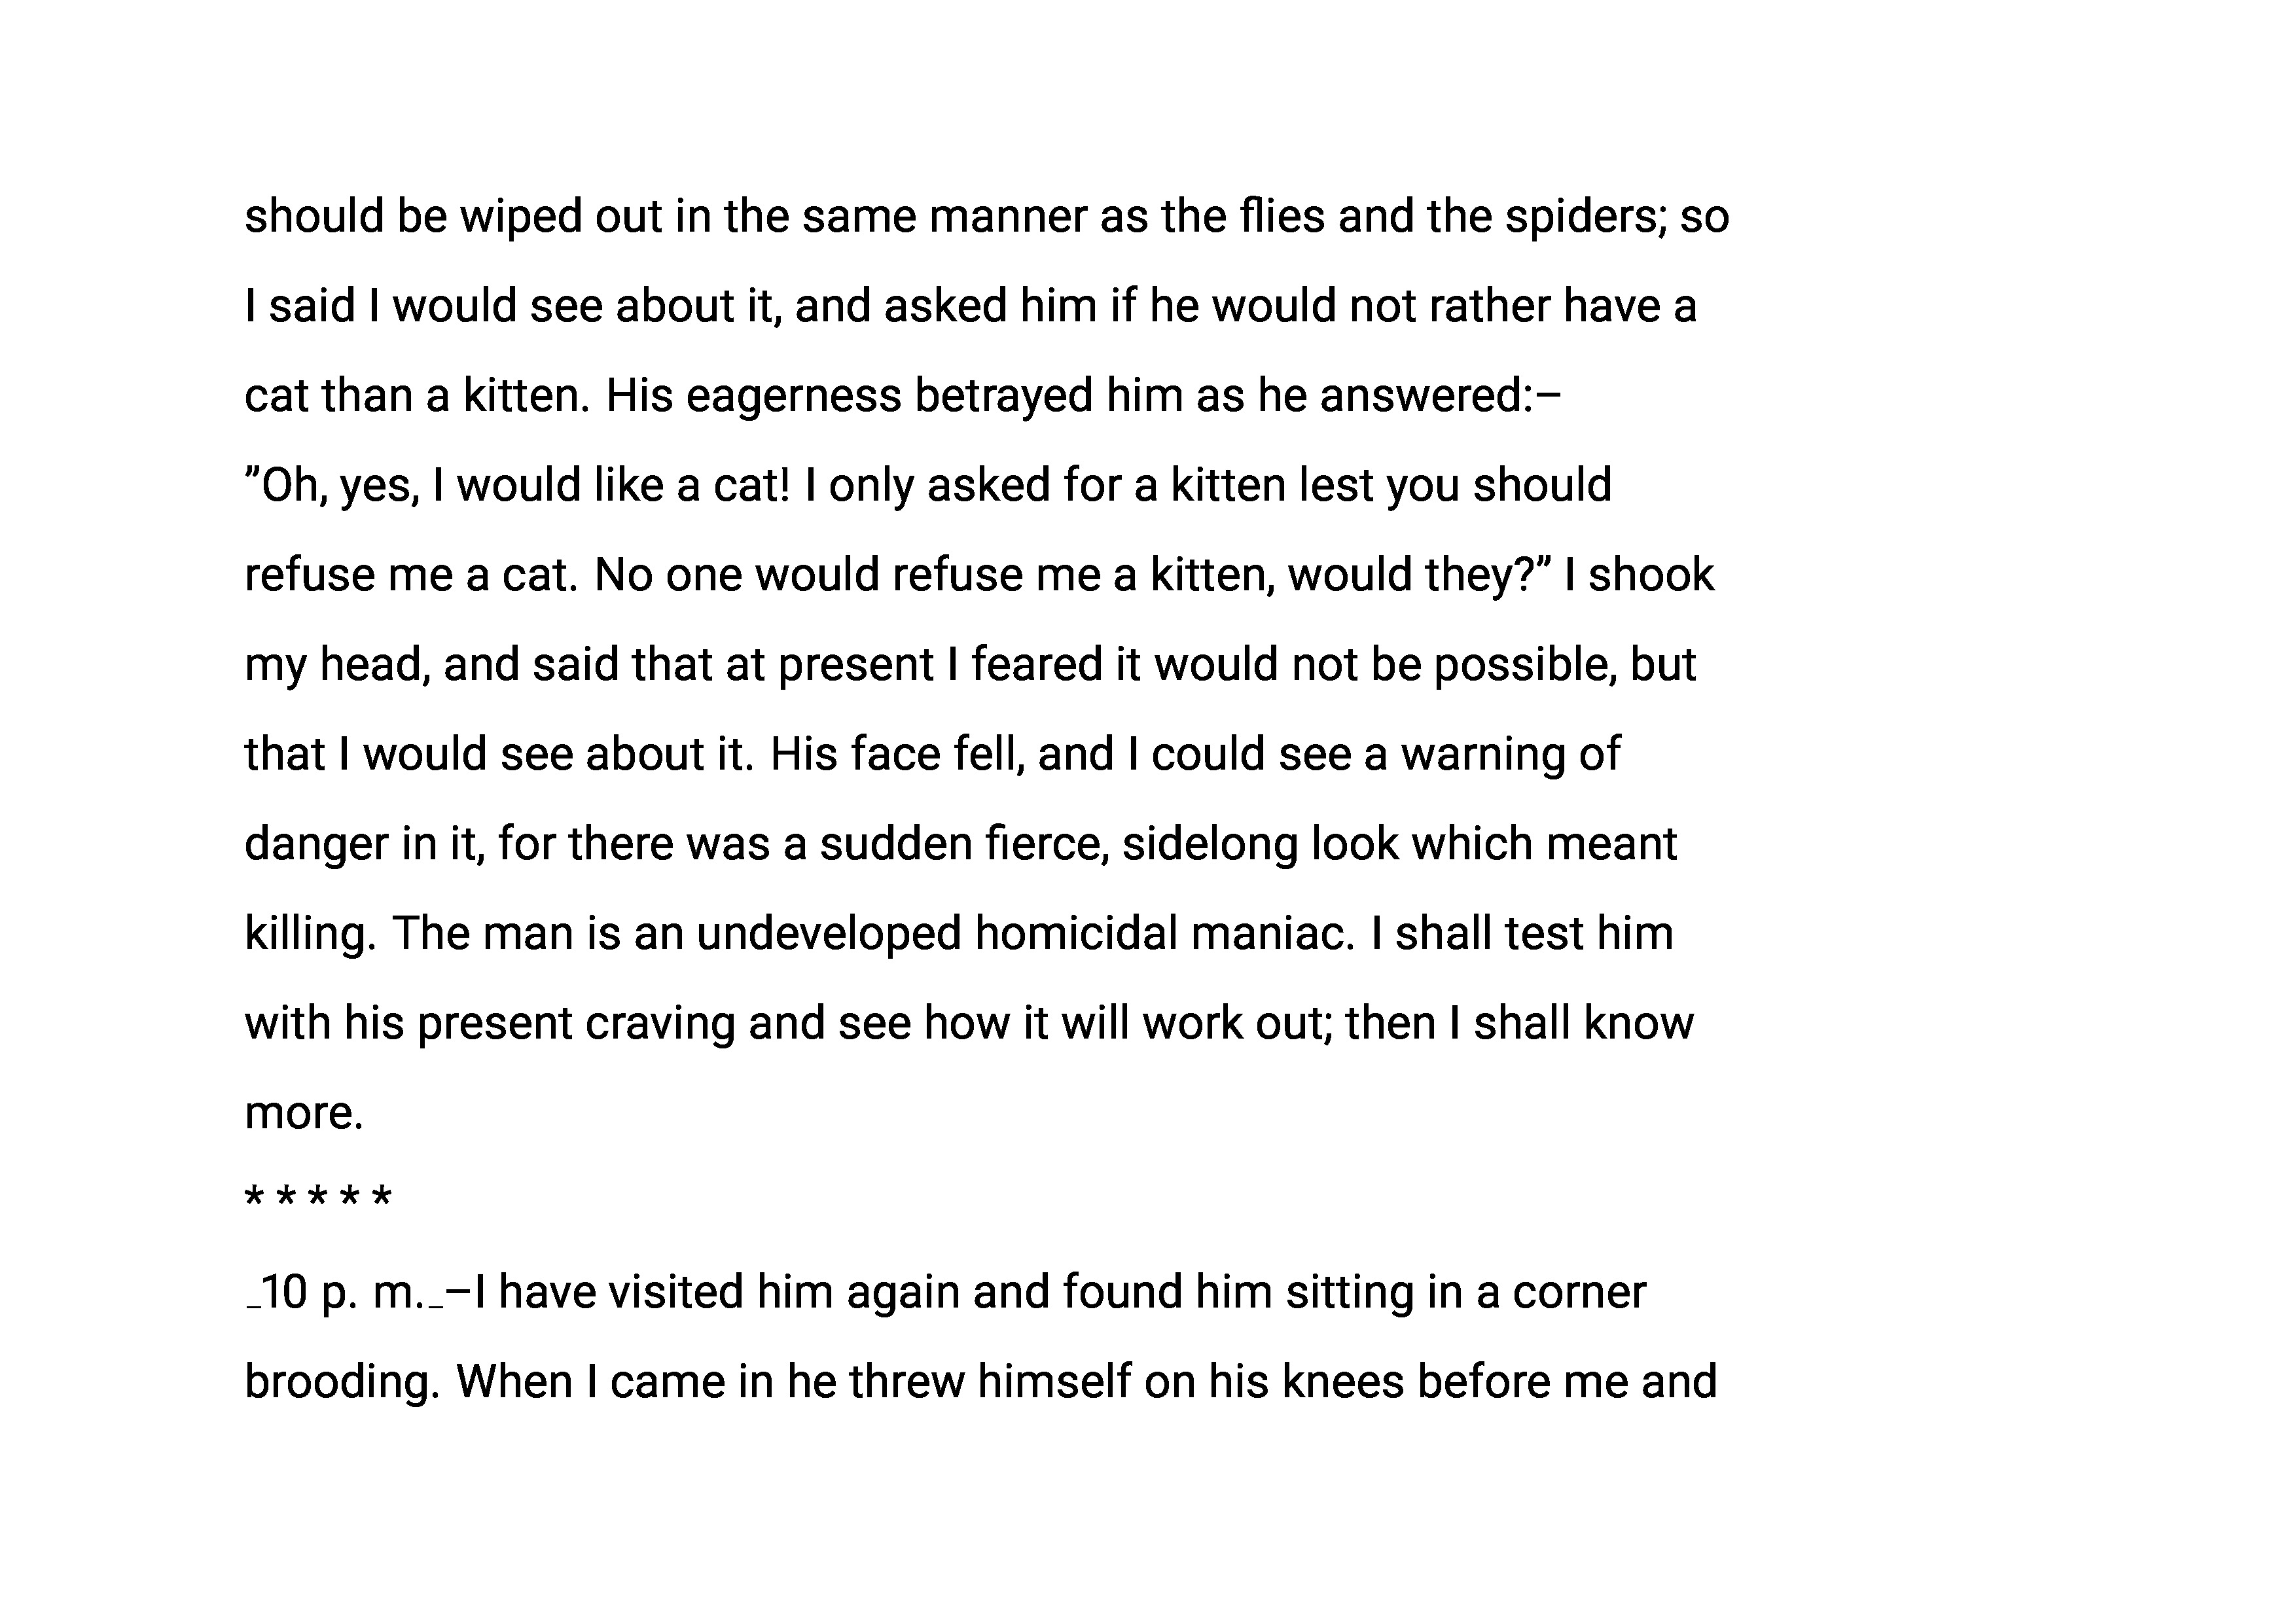 should be wiped out in the same manner as the flies and the spiders; so
I said I would see about it, and asked him if he would not rather have a
cat than a kitten. His eagerness betrayed him as he answered:–
”Oh, yes, I would like a cat! I only asked for a kitten lest you should
refuse me a cat. No one would refuse me a kitten, would they?” I shook
my head, and said that at present I feared it would not be possible, but
that I would see about it. His face fell, and I could see a warning of
danger in it, for there was a sudden fierce, sidelong look which meant
killing. The man is an undeveloped homicidal maniac. I shall test him
with his present craving and see how it will work out; then I shall know
more.
* * * * *
_10 p. m._–I have visited him again and found him sitting in a corner
brooding. When I came in he threw himself on his knees before me and